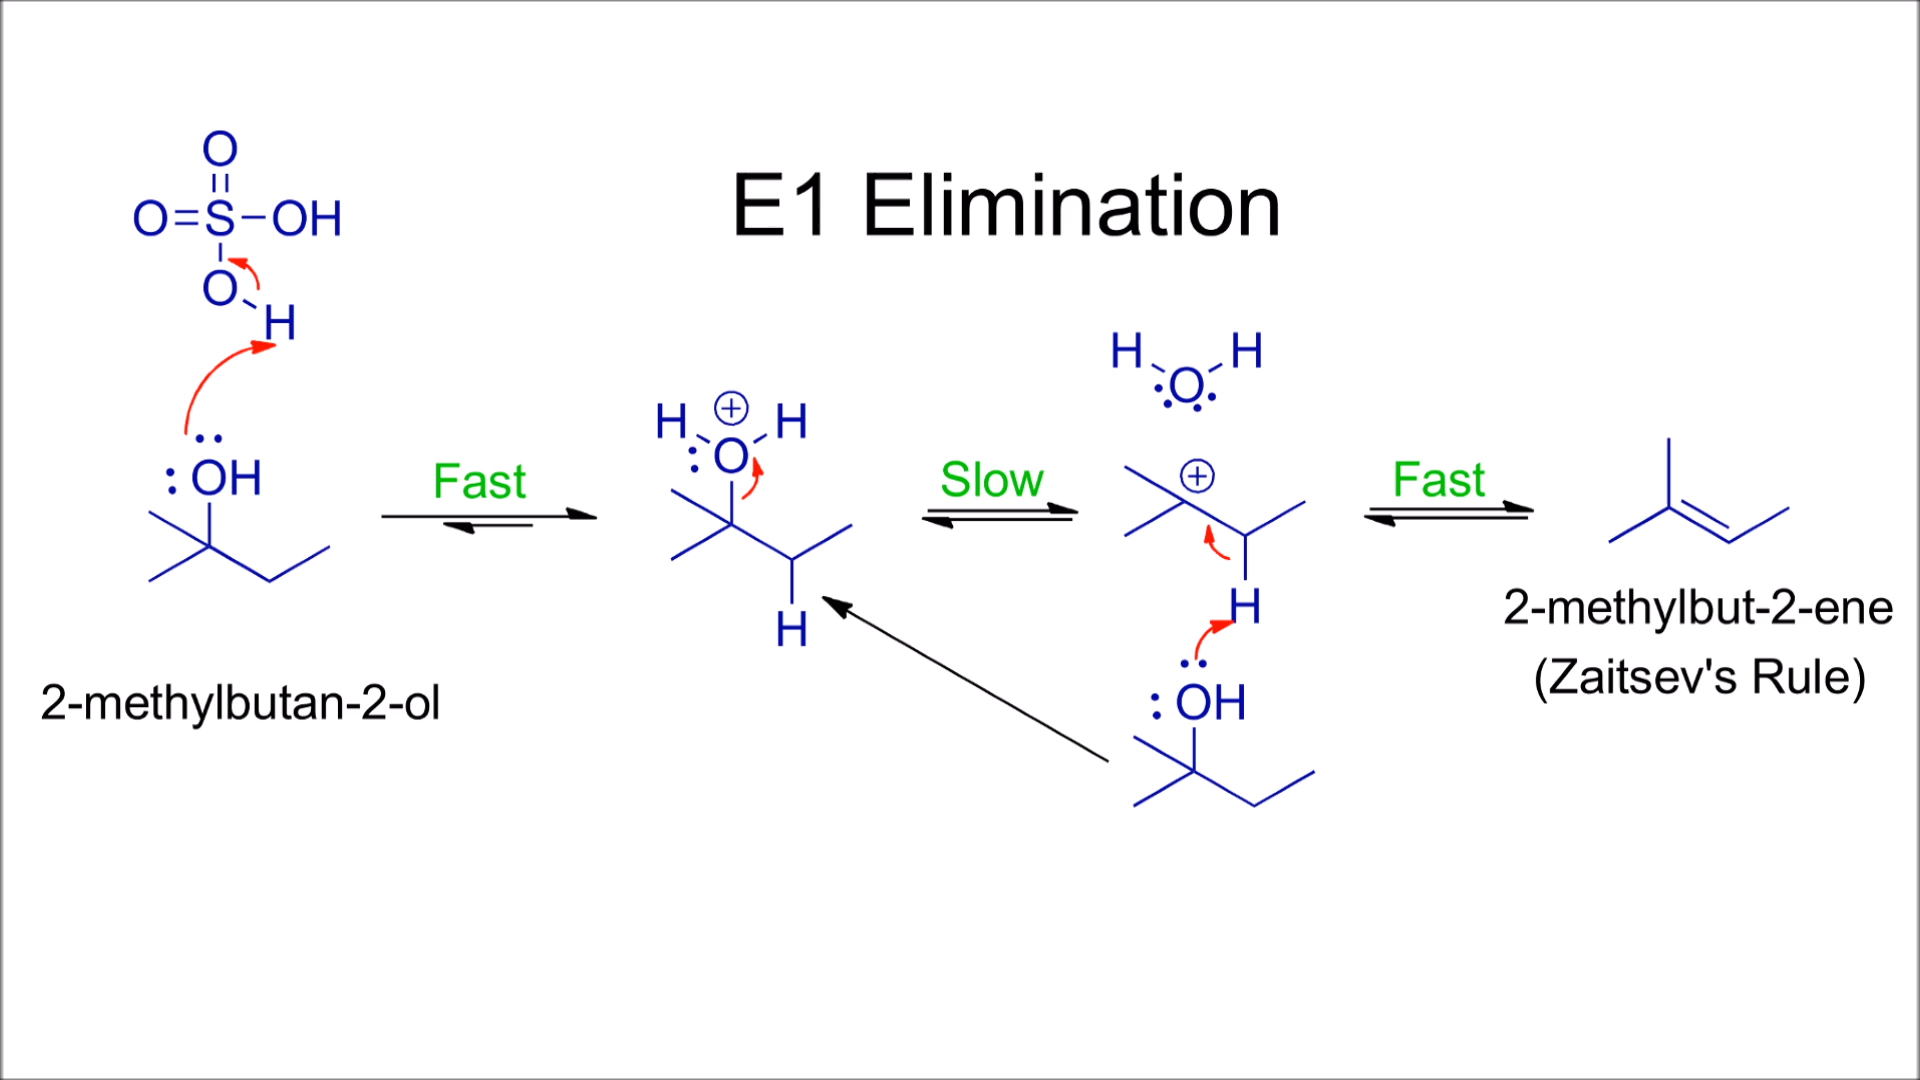 E1 Elimination
O
O=S-OH
O
H
:OH
2-methylbutan-2-ol
Fast
H ⊕ H
:O
H
Slow
H H
:O:
⊕
H
:OH
Fast
2-methylbut-2-ene
(Zaitsev's Rule)